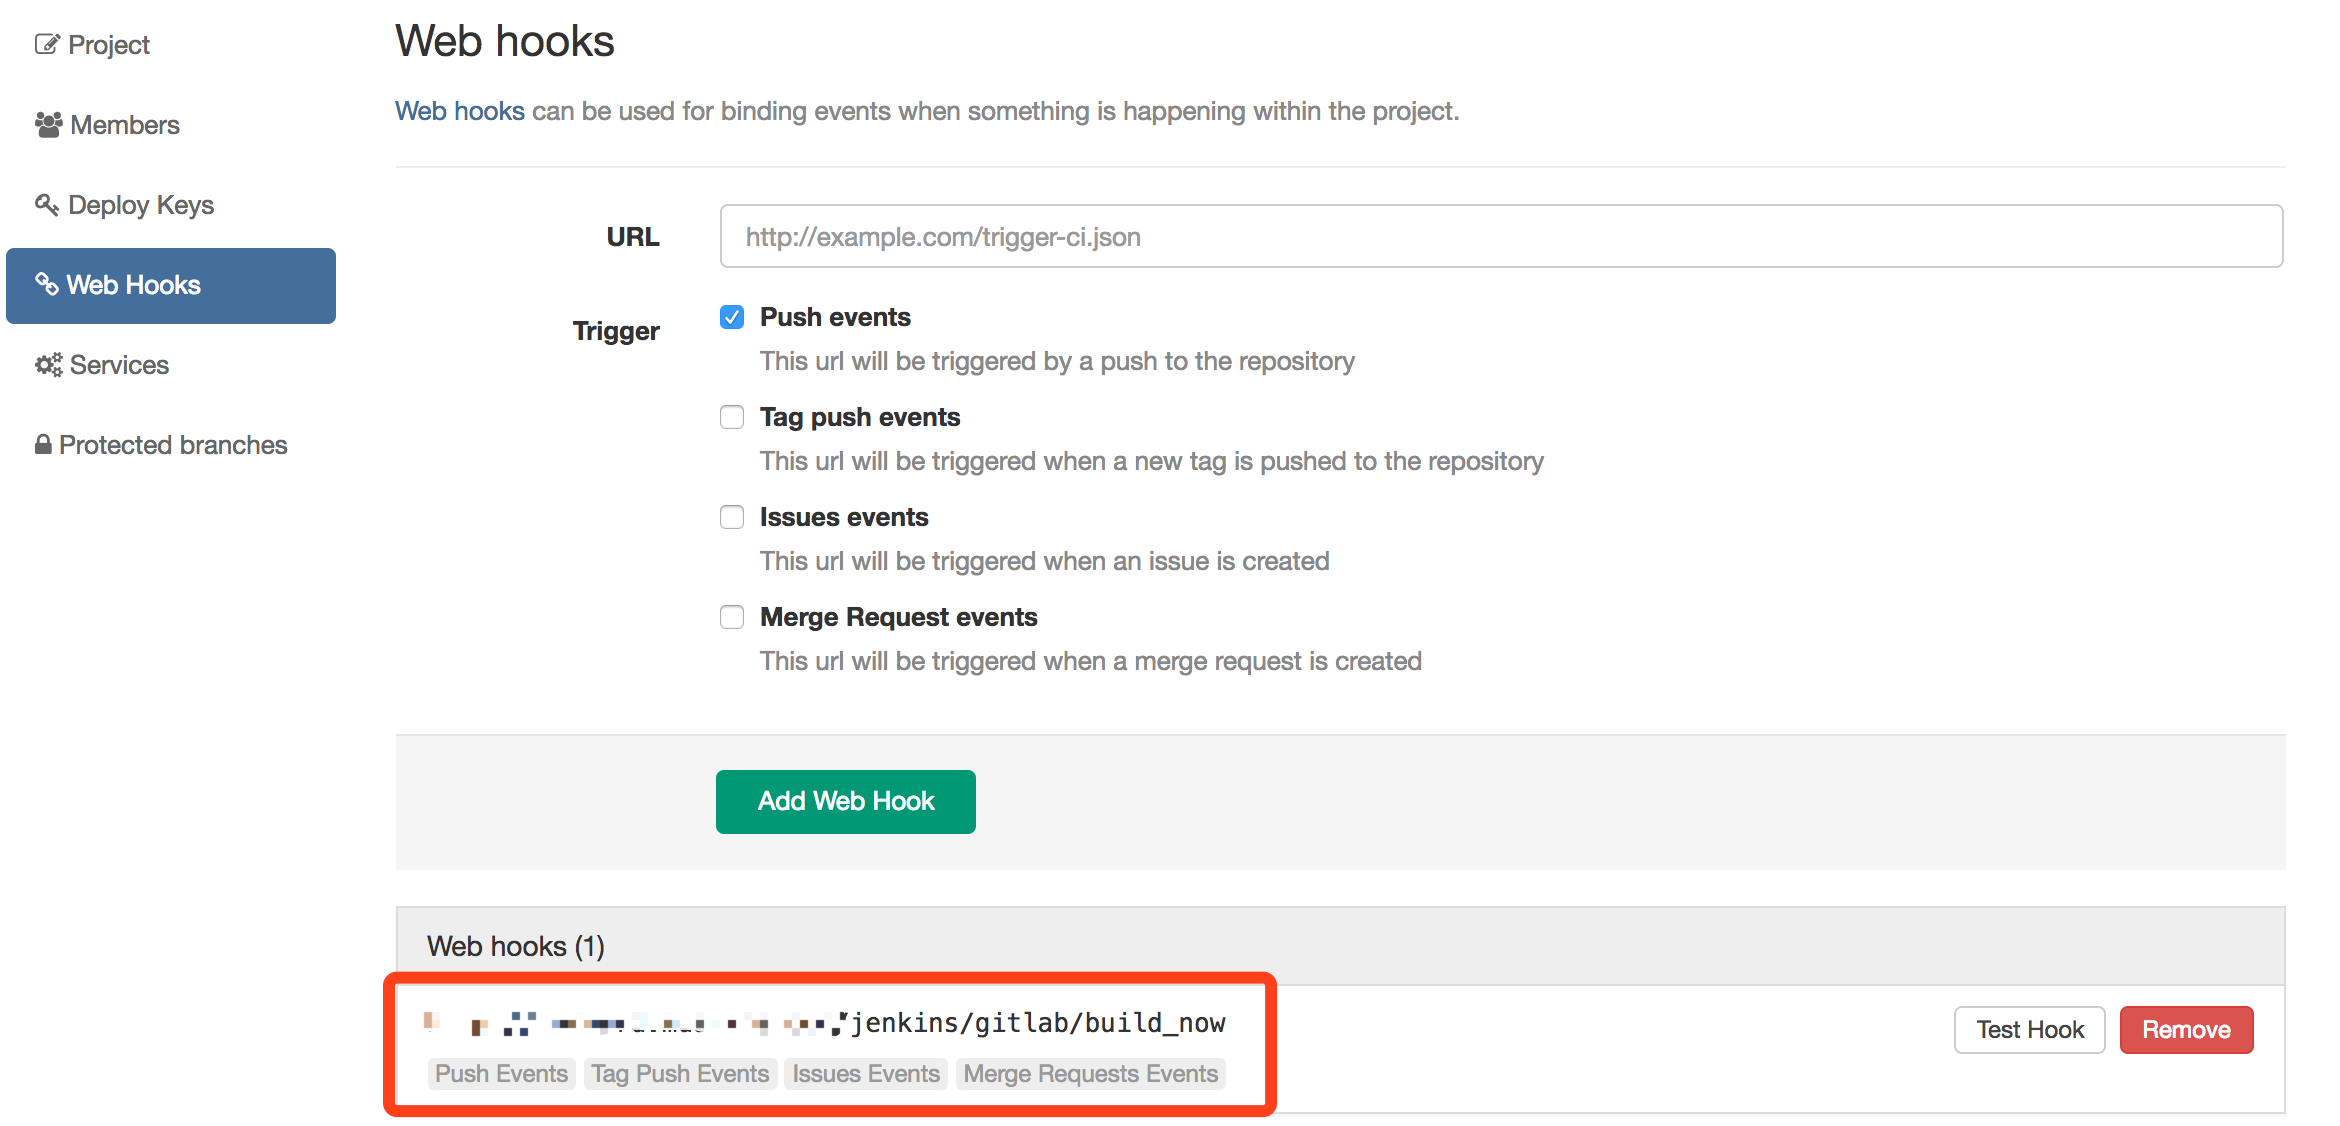 Project
Members
Deploy Keys
Web Hooks
Services
Protected branches
Web hooks
Web hooks can be used for binding events when something is happening within the project.
URL
http://example.com/trigger-ci.json
Trigger
Push events
This url will be triggered by a push to the repository
Tag push events
This url will be triggered when a new tag is pushed to the repository
Issues events
This url will be triggered when an issue is created
Merge Request events
This url will be triggered when a merge request is created
Add Web Hook
Web hooks (1)
/jenkins/gitlab/build_now
Test Hook
Remove
Push Events Tag Push Events Issues Events Merge Requests Events